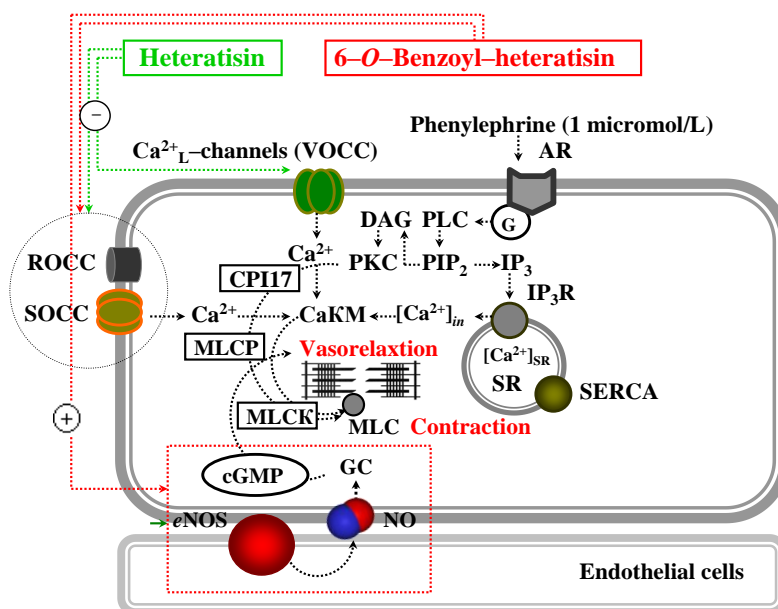 Heteratisin
6–O–Benzoyl–heteratisin
−
Phenylephrine (1 micromol/L)
Ca²⁺L–channels (VOCC)
AR
DAG PLC
G
ROCC
Ca²⁺
PKC
PIP₂
IP₃
CPI17
IP₃R
SOCC
Ca²⁺
CaКM
[Ca²⁺]in
MLCP
Vasorelaxtion
[Ca²⁺]SR
SR
SERCA
+
MLCК
MLC
Contraction
cGMP
GC
eNOS
NO
Endothelial cells